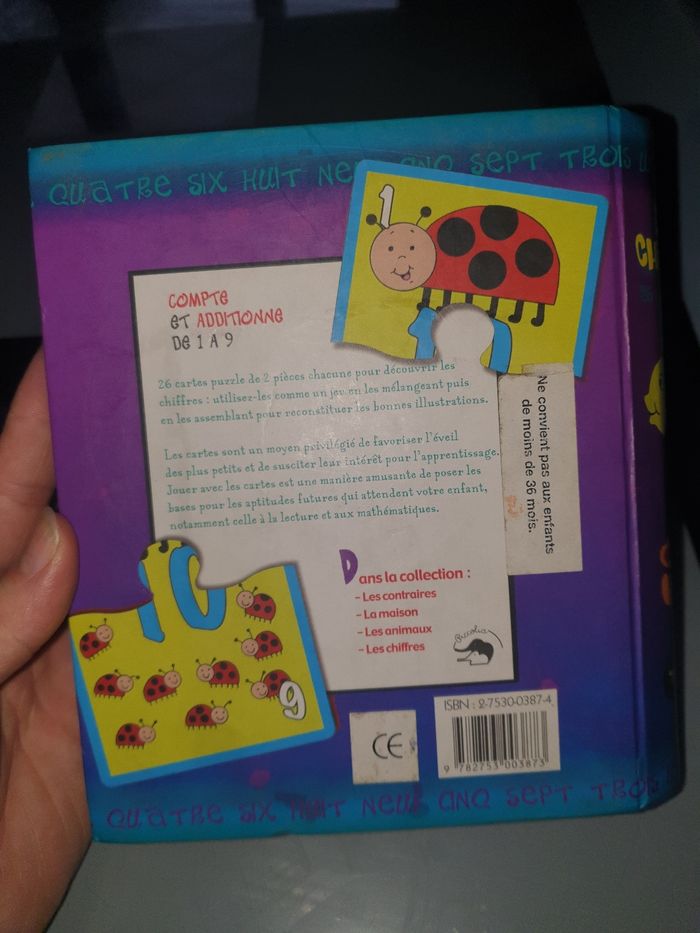 QUATRE SIX HUIT NEUF CINQ SEPT TROIS U
1
COMPTE
ET ADDITIONNE
DE 1 A 9
26 cartes puzzle de 2 pièces chacune pour découvrir les
chiffres : utilisez-les comme un jeu en les mélangeant puis
en les assemblant pour reconstituer les bonnes illustrations.
Les cartes sont un moyen privilégié de favoriser l'éveil
des plus petits et de susciter leur intérêt pour l'apprentissage.
Jouer avec les cartes est une manière amusante de poser les
bases pour les aptitudes futures qui attendent votre enfant,
notamment celle à la lecture et aux mathématiques.
Ne convient pas aux enfants
de moins de 36 mois.
10
9
Dans la collection :
- Les contraires
- La maison
- Les animaux
- Les chiffres
CE
ISBN : 2-7530-0387-4
9 782753 003873
QUATRE SIX HUIT NEUF CINQ SEPT TROIS